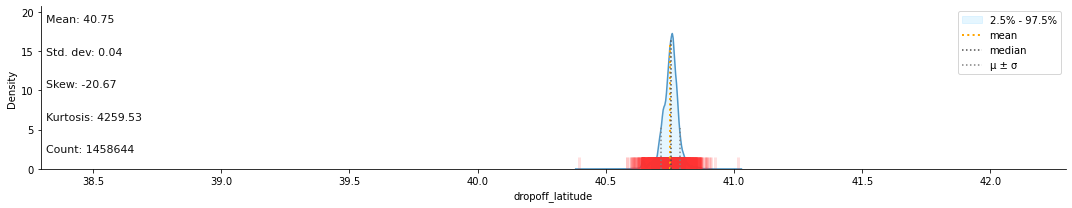 20
15
10
5
0
Density
Mean: 40.75
Std. dev: 0.04
Skew: -20.67
Kurtosis: 4259.53
Count: 1458644
2.5% - 97.5%
mean
median
μ ± σ
38.5 39.0 39.5 40.0 40.5 41.0 41.5 42.0
dropoff_latitude